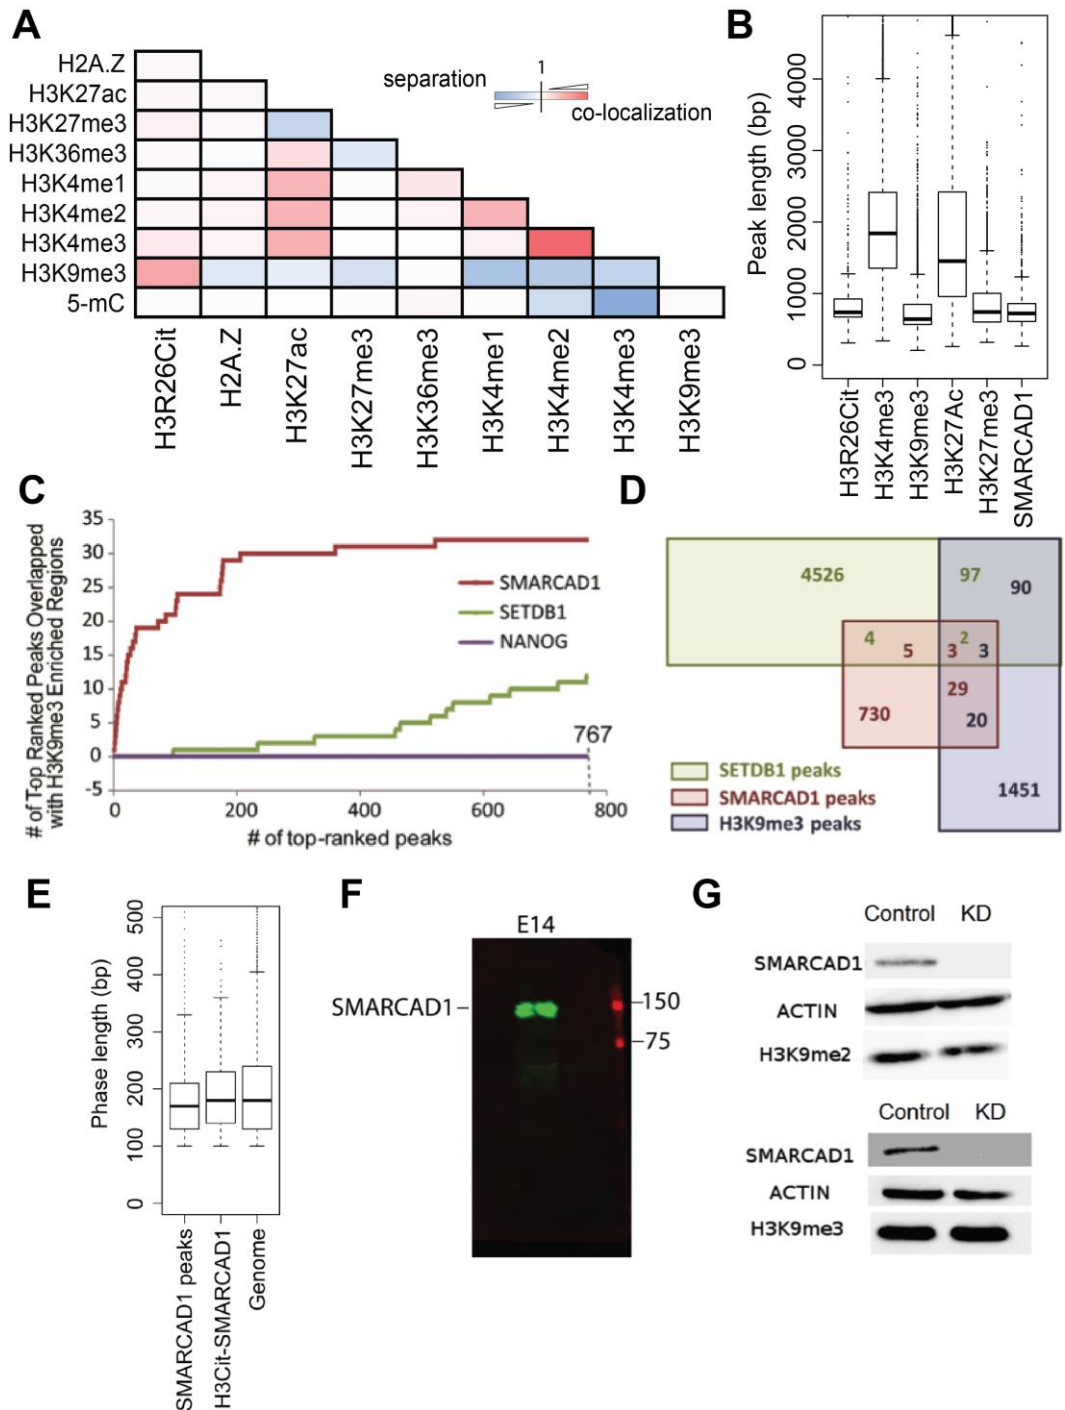 A
H2A.Z
H3K27ac
H3K27me3
H3K36me3
H3K4me1
H3K4me2
H3K4me3
H3K9me3
5-mC
separation
1
co-localization
H3R26Cit
H2A.Z
H3K27ac
H3K27me3
H3K36me3
H3K4me1
H3K4me2
H3K4me3
H3K9me3
B
Peak length (bp)
4000
3000
2000
1000
0
H3R26Cit
H3K4me3
H3K9me3
H3K27Ac
H3K27me3
SMARCAD1
C
# of Top Ranked Peaks Overlapped
with H3K9me3 Enriched Regions
35
30
25
20
15
10
5
0
-5
SMARCAD1
SETDB1
NANOG
767
0 200 400 600 800
# of top-ranked peaks
D
4526 97 90
4 5 3 2 3
29
730 20
1451
SETDB1 peaks
SMARCAD1 peaks
H3K9me3 peaks
E
Phase length (bp)
500
400
300
200
100
0
SMARCAD1 peaks
H3Cit-SMARCAD1
Genome
F
E14
SMARCAD1
150
75
G
Control KD
SMARCAD1
ACTIN
H3K9me2
Control KD
SMARCAD1
ACTIN
H3K9me3